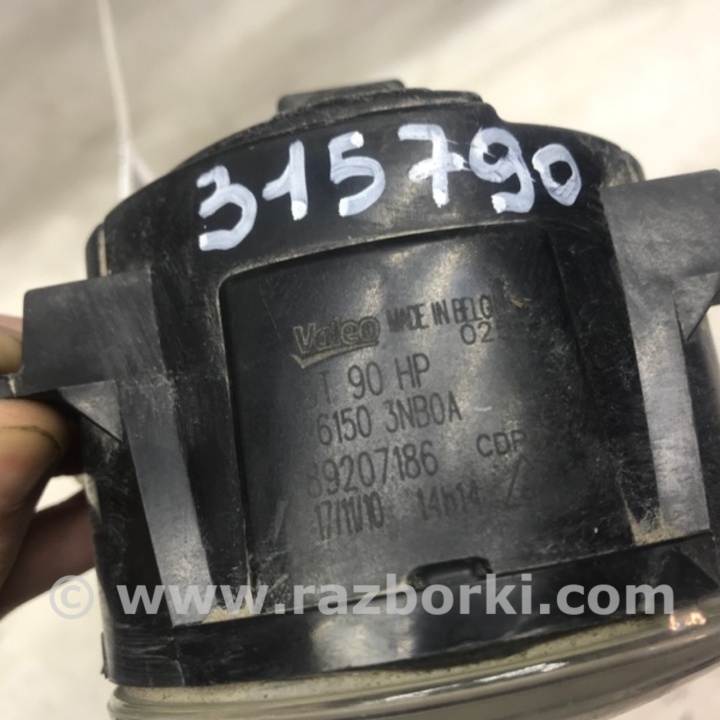 315790
Valeo MADE IN BELGI
90 HP
6150 3NB0A
89207186 CDP
17/11/10 14h14
© www.razborki.com